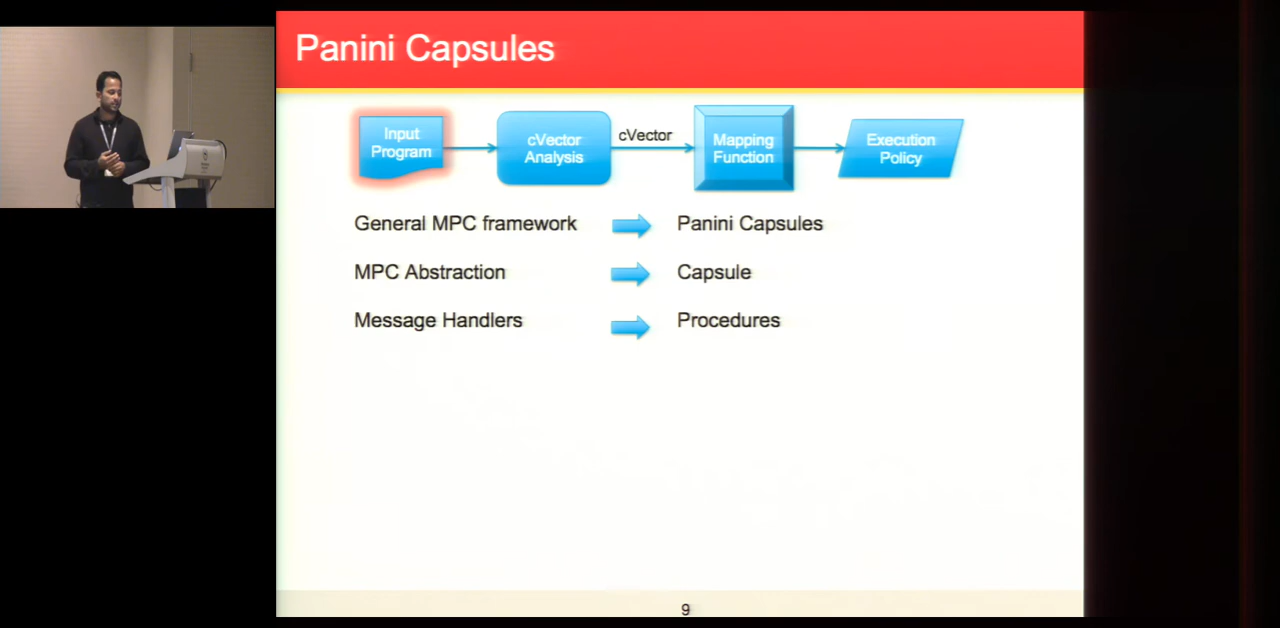 Panini Capsules
Input
Program
cVector
Analysis
cVector
Mapping
Function
Execution
Policy
General MPC framework
Panini Capsules
MPC Abstraction
Capsule
Message Handlers
Procedures
9